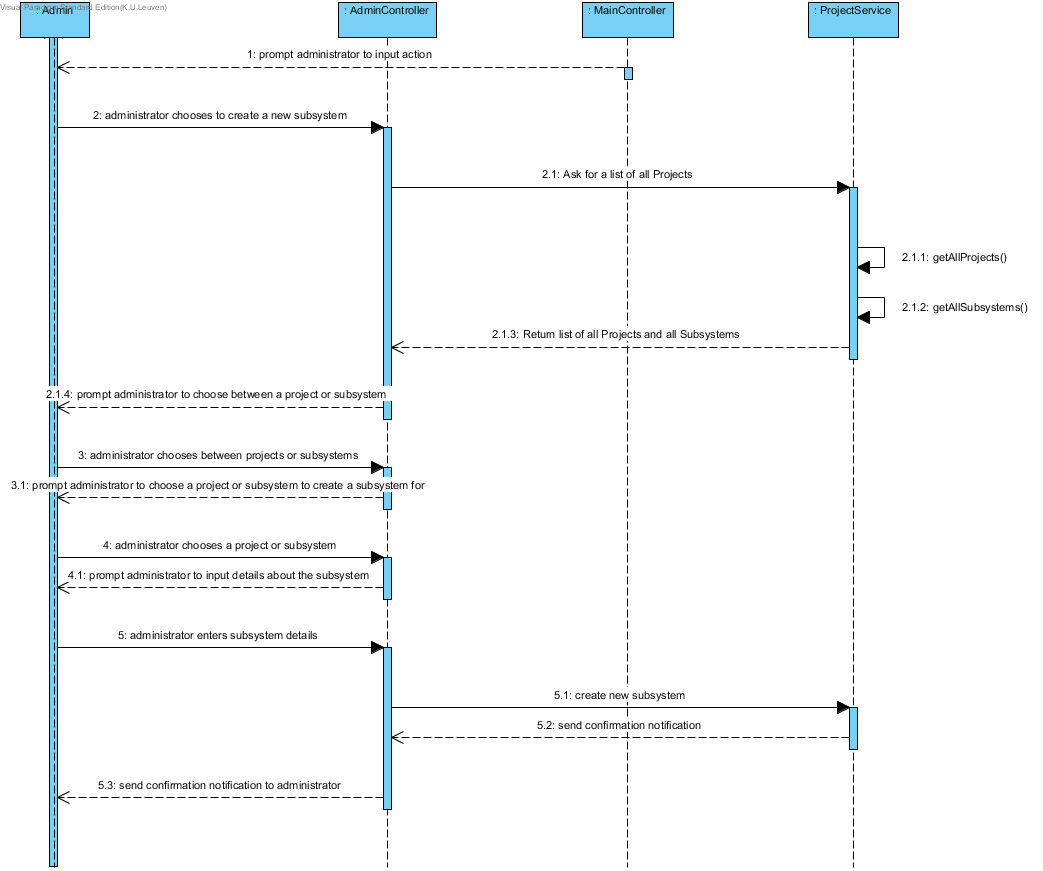 Visual Paradigm Standard Edition(K.U.Leuven)
: Admin
: AdminController
: MainController
: ProjectService
1: prompt administrator to input action
2: administrator chooses to create a new subsystem
2.1: Ask for a list of all Projects
2.1.1: getAllProjects()
2.1.2: getAllSubsystems()
2.1.3: Return list of all Projects and all Subsystems
2.1.4: prompt administrator to choose between a project or subsystem
3: administrator chooses between projects or subsystems
3.1: prompt administrator to choose a project or subsystem to create a subsystem for
4: administrator chooses a project or subsystem
4.1: prompt administrator to input details about the subsystem
5: administrator enters subsystem details
5.1: create new subsystem
5.2: send confirmation notification
5.3: send confirmation notification to administrator